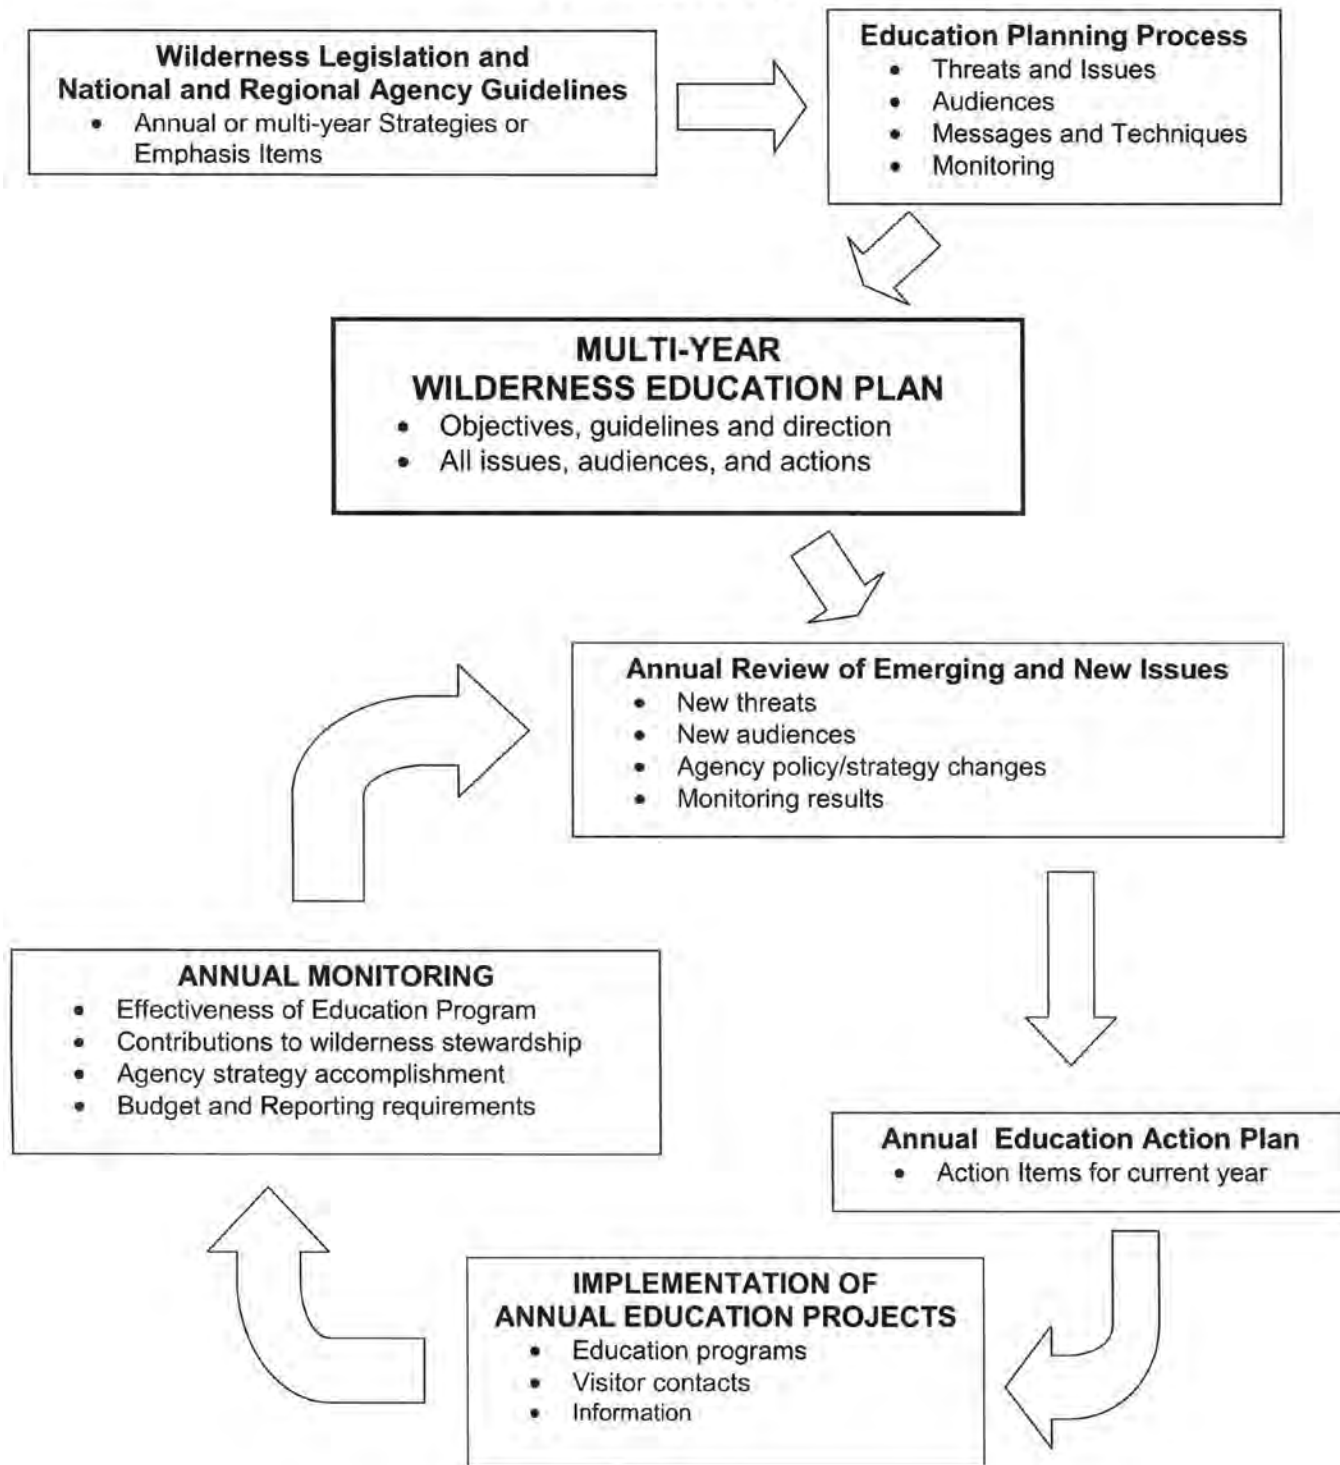 Wilderness Legislation and
National and Regional Agency Guidelines
• Annual or multi-year Strategies or
Emphasis Items
Education Planning Process
• Threats and Issues
• Audiences
• Messages and Techniques
• Monitoring
MULTI-YEAR
WILDERNESS EDUCATION PLAN
• Objectives, guidelines and direction
• All issues, audiences, and actions
Annual Review of Emerging and New Issues
• New threats
• New audiences
• Agency policy/strategy changes
• Monitoring results
Annual Education Action Plan
• Action Items for current year
IMPLEMENTATION OF
ANNUAL EDUCATION PROJECTS
• Education programs
• Visitor contacts
• Information
ANNUAL MONITORING
• Effectiveness of Education Program
• Contributions to wilderness stewardship
• Agency strategy accomplishment
• Budget and Reporting requirements